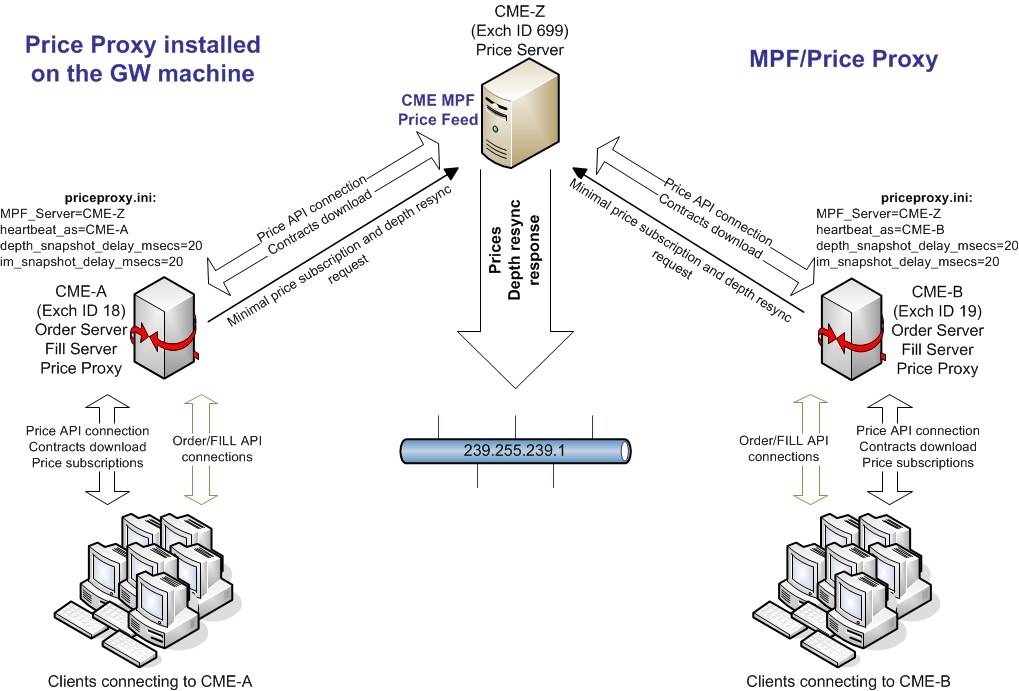 CME-Z
(Exch ID 699)
Price Server
Price Proxy installed
on the GW machine
MPF/Price Proxy
CME MPF
Price Feed
priceproxy.ini:
MPF_Server=CME-Z
heartbeat_as=CME-A
depth_snapshot_delay_msecs=20
im_snapshot_delay_msecs=20
Price API connection
Contracts download
Minimal price subscription and depth resync
request
Prices
Depth resync
response
Price API connection
Contracts download
Minimal price subscription and depth resync
request
priceproxy.ini:
MPF_Server=CME-Z
heartbeat_as=CME-B
depth_snapshot_delay_msecs=20
im_snapshot_delay_msecs=20
CME-A
(Exch ID 18)
Order Server
Fill Server
Price Proxy
CME-B
(Exch ID 19)
Order Server
Fill Server
Price Proxy
Price API connection
Contracts download
Price subscriptions
Order/FILL API
connections
239.255.239.1
Order/FILL API
connections
Price API connection
Contracts download
Price subscriptions
Clients connecting to CME-A
Clients connecting to CME-B